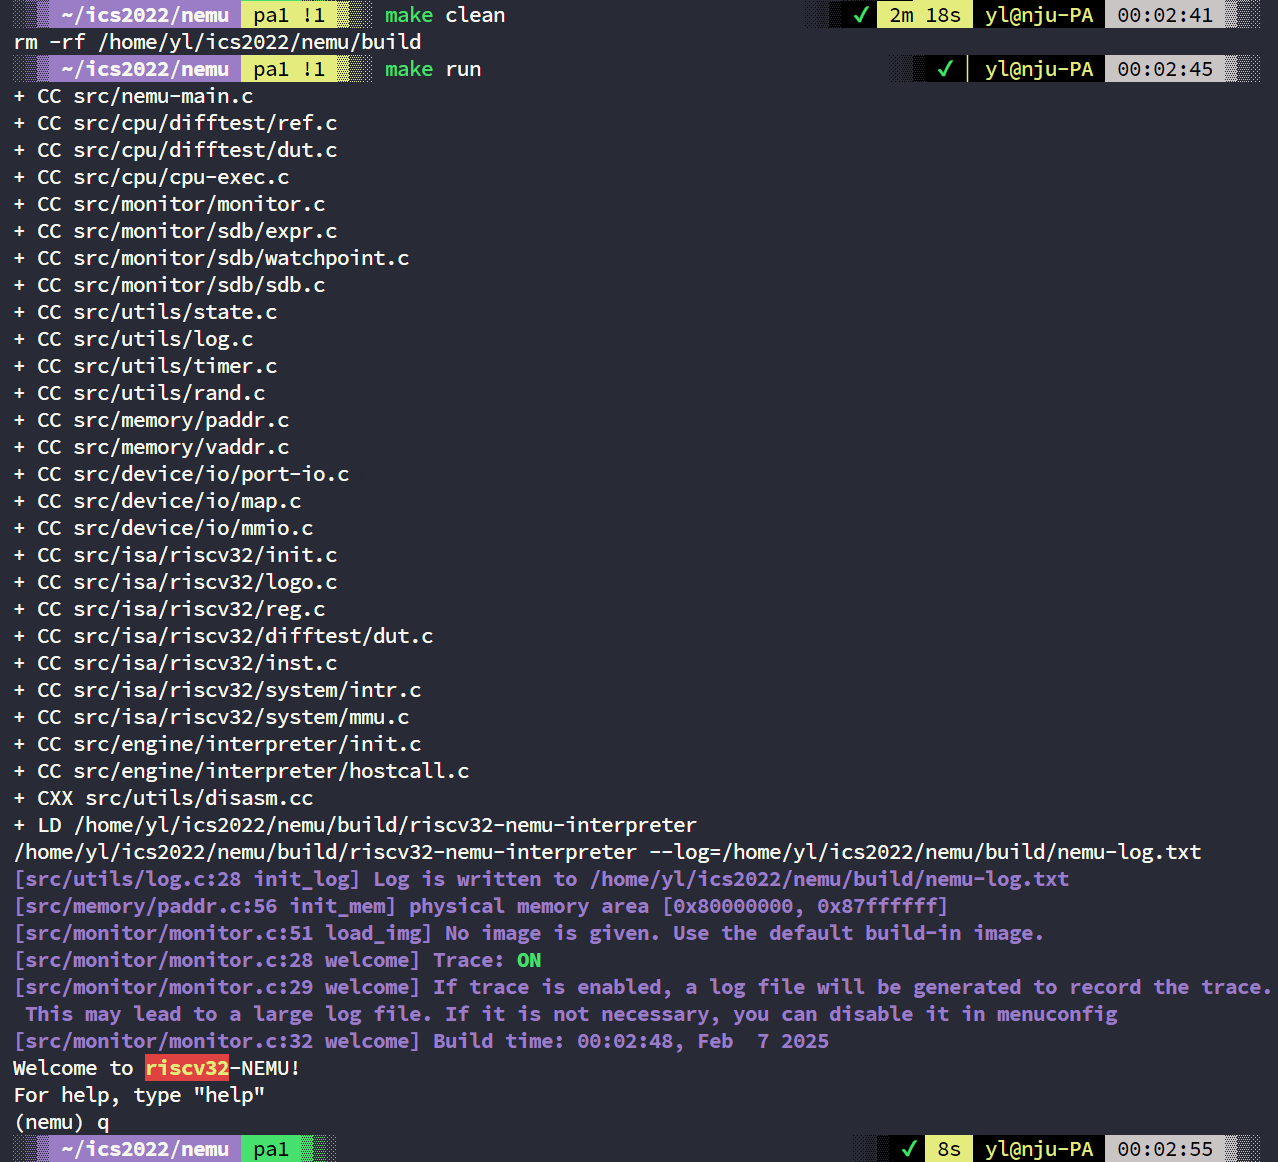 ~/ics2022/nemu pa1 !1 make clean ✓ 2m 18s yl@nju-PA 00:02:41
rm -rf /home/yl/ics2022/nemu/build
~/ics2022/nemu pa1 !1 make run ✓ yl@nju-PA 00:02:45
+ CC src/nemu-main.c
+ CC src/cpu/difftest/ref.c
+ CC src/cpu/difftest/dut.c
+ CC src/cpu/cpu-exec.c
+ CC src/monitor/monitor.c
+ CC src/monitor/sdb/expr.c
+ CC src/monitor/sdb/watchpoint.c
+ CC src/monitor/sdb/sdb.c
+ CC src/utils/state.c
+ CC src/utils/log.c
+ CC src/utils/timer.c
+ CC src/utils/rand.c
+ CC src/memory/paddr.c
+ CC src/memory/vaddr.c
+ CC src/device/io/port-io.c
+ CC src/device/io/map.c
+ CC src/device/io/mmio.c
+ CC src/isa/riscv32/init.c
+ CC src/isa/riscv32/logo.c
+ CC src/isa/riscv32/reg.c
+ CC src/isa/riscv32/difftest/dut.c
+ CC src/isa/riscv32/inst.c
+ CC src/isa/riscv32/system/intr.c
+ CC src/isa/riscv32/system/mmu.c
+ CC src/engine/interpreter/init.c
+ CC src/engine/interpreter/hostcall.c
+ CXX src/utils/disasm.cc
+ LD /home/yl/ics2022/nemu/build/riscv32-nemu-interpreter
/home/yl/ics2022/nemu/build/riscv32-nemu-interpreter --log=/home/yl/ics2022/nemu/build/nemu-log.txt
[src/utils/log.c:28 init_log] Log is written to /home/yl/ics2022/nemu/build/nemu-log.txt
[src/memory/paddr.c:56 init_mem] physical memory area [0x80000000, 0x87ffffff]
[src/monitor/monitor.c:51 load_img] No image is given. Use the default build-in image.
[src/monitor/monitor.c:28 welcome] Trace: ON
[src/monitor/monitor.c:29 welcome] If trace is enabled, a log file will be generated to record the trace.
This may lead to a large log file. If it is not necessary, you can disable it in menuconfig
[src/monitor/monitor.c:32 welcome] Build time: 00:02:48, Feb  7 2025
Welcome to riscv32-NEMU!
For help, type "help"
(nemu) q
~/ics2022/nemu pa1 ✓ 8s yl@nju-PA 00:02:55